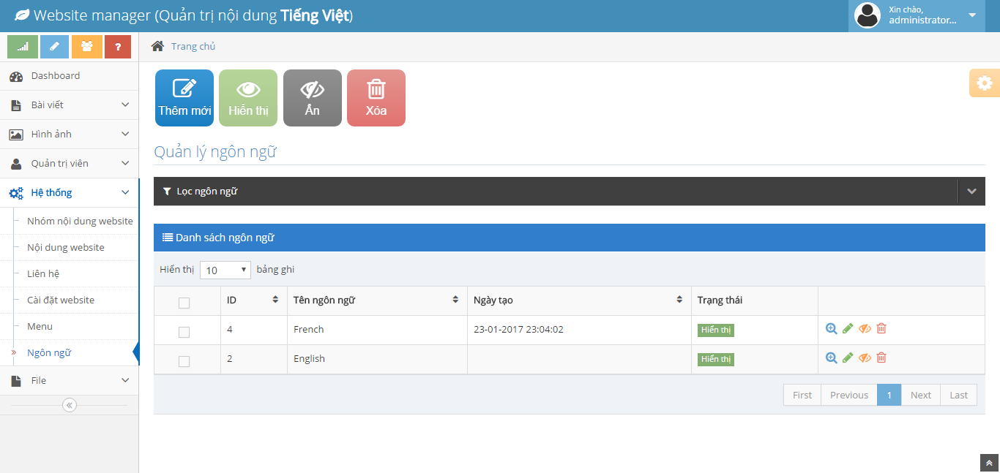 Website manager (Quản trị nội dung Tiếng Việt)
Xin chào,
administrator...
?
Trang chủ
Dashboard
Bài viết
Hình ảnh
Quản trị viên
Hệ thống
Nhóm nội dung website
Nội dung website
Liên hệ
Cài đặt website
Menu
Ngôn ngữ
File
Thêm mới
Hiển thị
Ẩn
Xóa
Quản lý ngôn ngữ
Lọc ngôn ngữ
Danh sách ngôn ngữ
Hiển thị 10 bảng ghi
ID Tên ngôn ngữ Ngày tạo Trạng thái
4 French 23-01-2017 23:04:02 Hiển thị
2 English Hiển thị
First Previous 1 Next Last